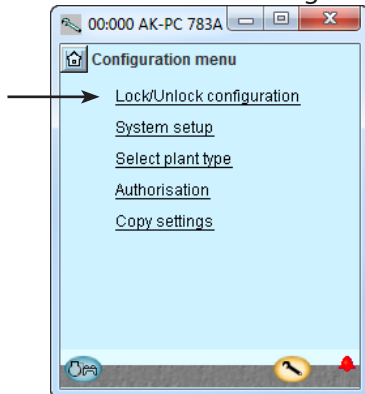 00:000 AK-PC 783A
Configuration menu
Lock/Unlock configuration
System setup
Select plant type
Authorisation
Copy settings